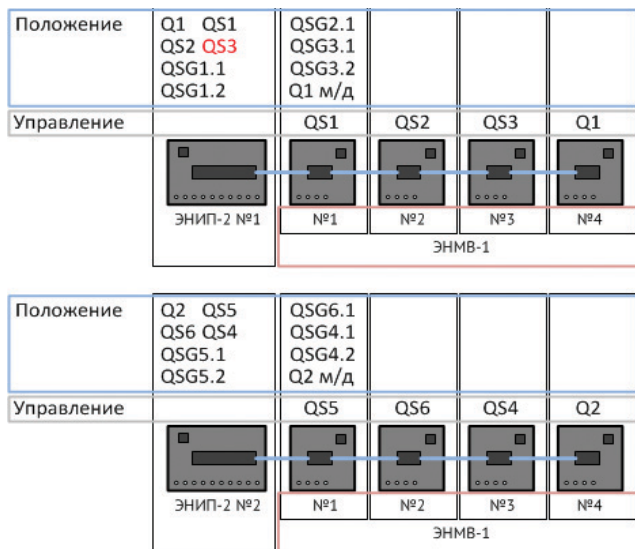 Положение Q1 QS1 QSG2.1
QS2 QS3 QSG3.1
QSG1.1 QSG3.2
QSG1.2 Q1 м/д
Управление QS1 QS2 QS3 Q1
ЭНИП-2 №1 №1 №2 №3 №4
ЭНМВ-1
Положение Q2 QS5 QSG6.1
QS6 QS4 QSG4.1
QSG5.1 QSG4.2
QSG5.2 Q2 м/д
Управление QS5 QS6 QS4 Q2
ЭНИП-2 №2 №1 №2 №3 №4
ЭНМВ-1